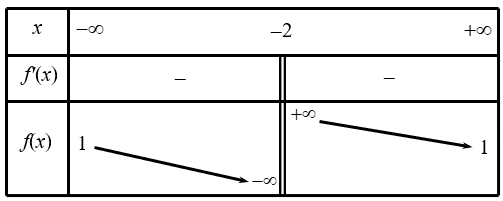 x −∞ −2 +∞
f'(x) − −
+∞
f(x) 1 1
−∞